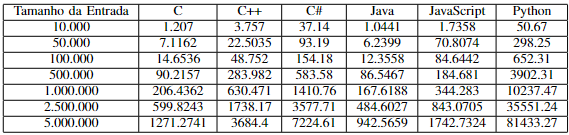 Tamanho da Entrada C C++ C# Java JavaScript Python
10.000 1.207 3.757 37.14 1.0441 1.7358 50.67
50.000 7.1162 22.5035 93.19 6.2399 70.8074 298.25
100.000 14.6536 48.752 154.18 12.3558 84.6442 652.31
500.000 90.2157 283.982 583.58 86.5467 184.681 3902.31
1.000.000 206.4362 630.471 1410.76 167.6188 344.283 10237.47
2.500.000 599.8243 1738.17 3577.71 484.6027 843.0705 35551.24
5.000.000 1271.2741 3684.4 7224.61 942.5659 1742.7324 81433.27